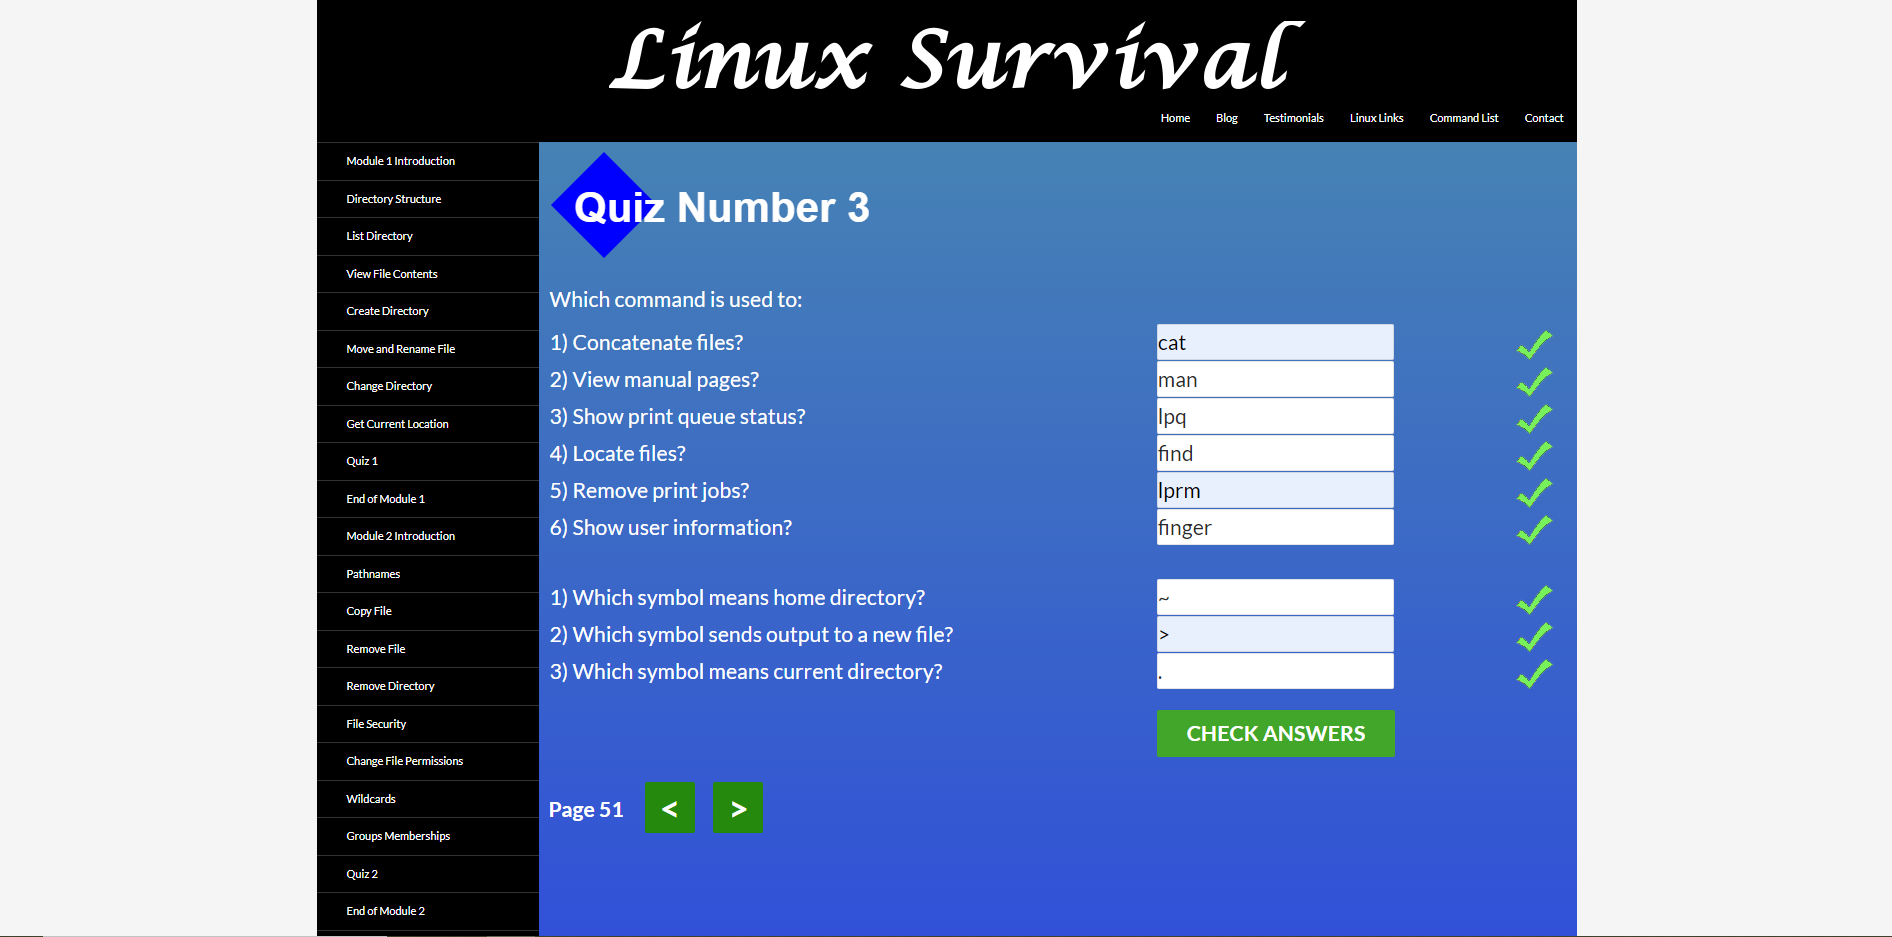 Linux Survival
Home Blog Testimonials Linux Links Command List Contact
Module 1 Introduction
Directory Structure
List Directory
View File Contents
Create Directory
Move and Rename File
Change Directory
Get Current Location
Quiz 1
End of Module 1
Module 2 Introduction
Pathnames
Copy File
Remove File
Remove Directory
File Security
Change File Permissions
Wildcards
Groups Memberships
Quiz 2
End of Module 2
Quiz Number 3
Which command is used to:
1) Concatenate files? cat
2) View manual pages? man
3) Show print queue status? lpq
4) Locate files? find
5) Remove print jobs? lprm
6) Show user information? finger
1) Which symbol means home directory? ~
2) Which symbol sends output to a new file? >
3) Which symbol means current directory? .
CHECK ANSWERS
Page 51 < >